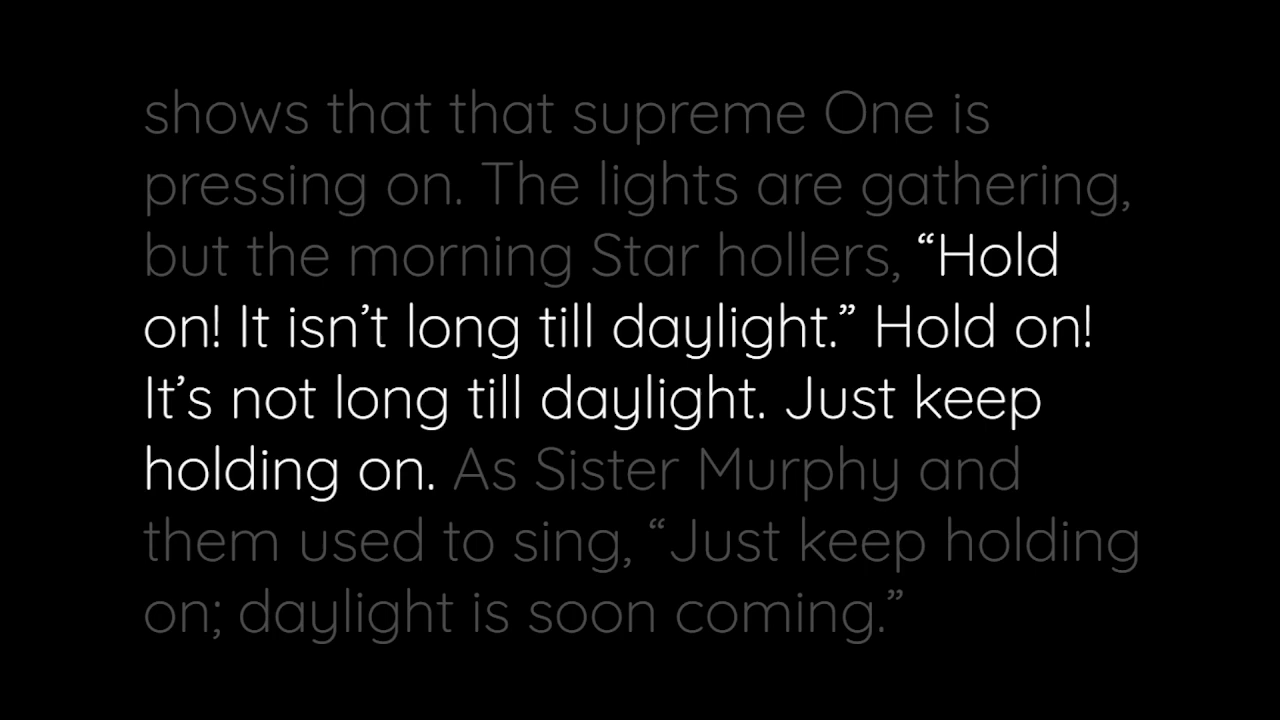 shows that that supreme One is
pressing on. The lights are gathering,
but the morning Star hollers, “Hold
on! It isn’t long till daylight.” Hold on!
It’s not long till daylight. Just keep
holding on. As Sister Murphy and
them used to sing, “Just keep holding
on; daylight is soon coming.”